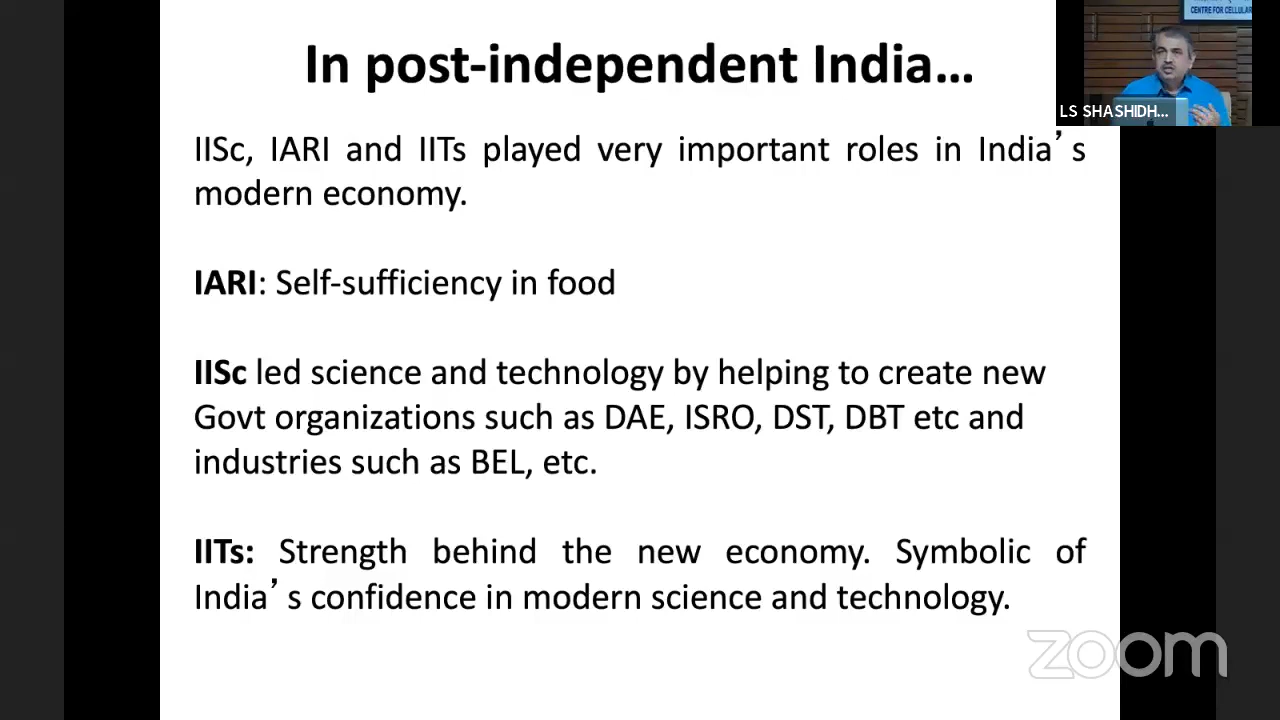 In post-independent India…
CENTRE FOR CELLULAR
LS SHASHIDH...
IISc, IARI and IITs played very important roles in India’s
modern economy.
IARI: Self-sufficiency in food
IISc led science and technology by helping to create new
Govt organizations such as DAE, ISRO, DST, DBT etc and
industries such as BEL, etc.
IITs: Strength behind the new economy. Symbolic of
India’s confidence in modern science and technology.
zoom